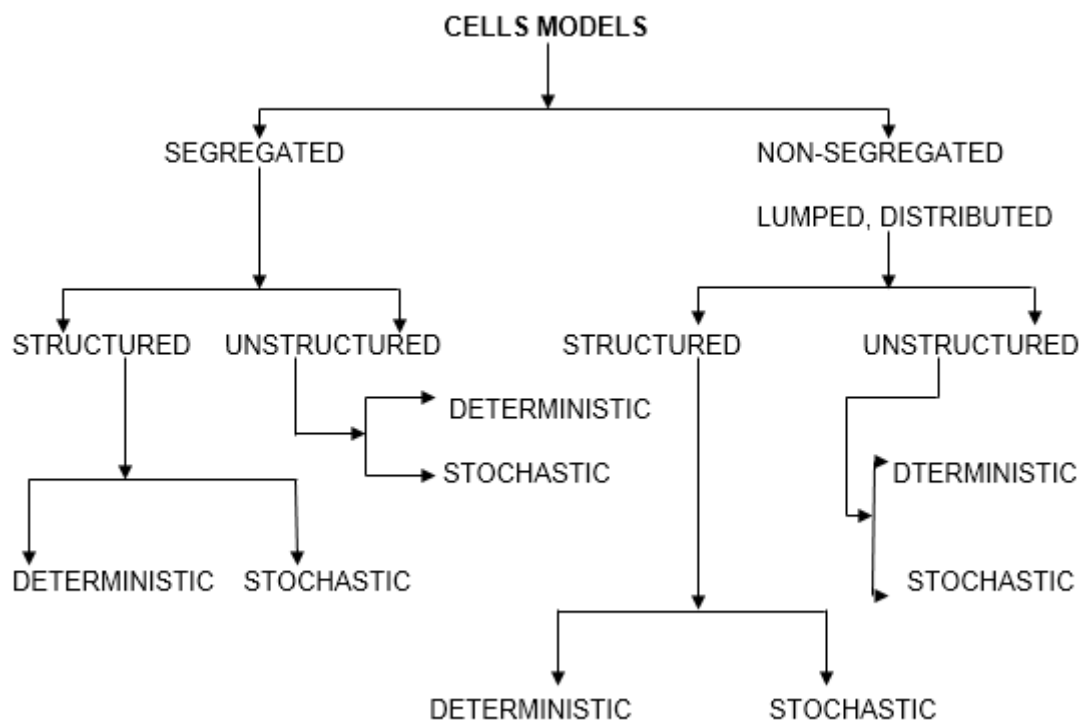 CELLS MODELS
SEGREGATED
NON-SEGREGATED
LUMPED, DISTRIBUTED
STRUCTURED
UNSTRUCTURED
STRUCTURED
UNSTRUCTURED
DETERMINISTIC
STOCHASTIC
DTERMINISTIC
DETERMINISTIC
STOCHASTIC
STOCHASTIC
DETERMINISTIC
STOCHASTIC